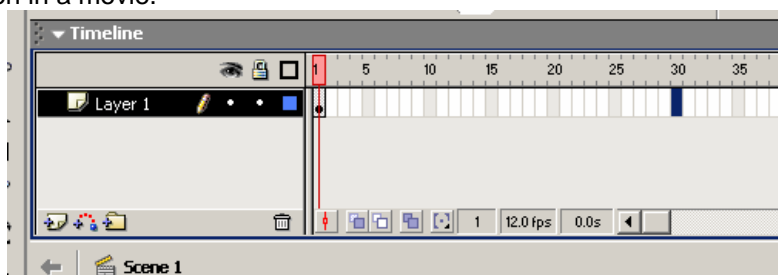 on in a movie.
Timeline
1 5 10 15 20 25 30 35
Layer 1
1 12.0 fps 0.0s
Scene 1